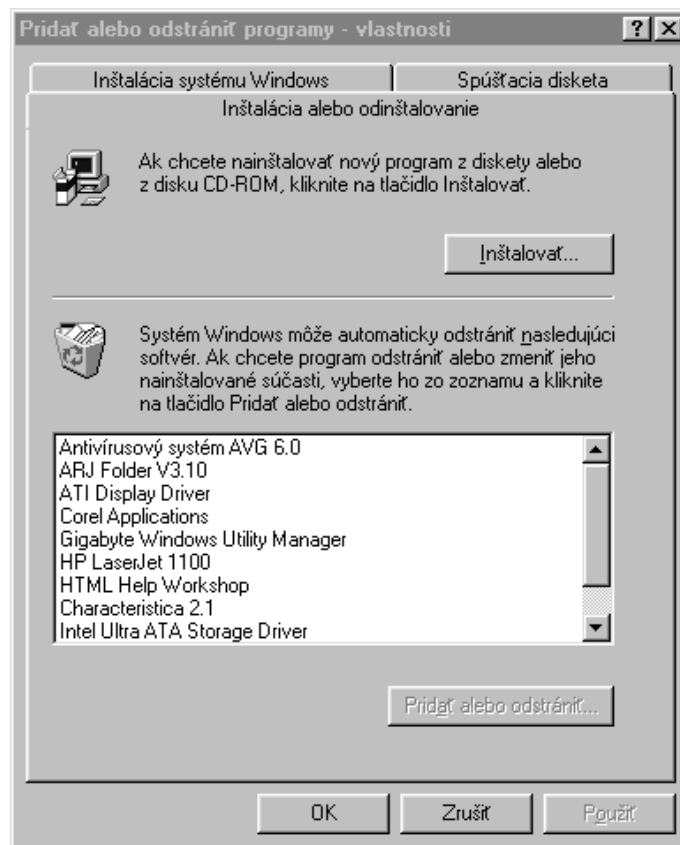 Pridať alebo odstrániť programy - vlastnosti
Inštalácia systému Windows
Spúšťacia disketa
Inštalácia alebo odinštalovanie
Ak chcete nainštalovať nový program z diskety alebo
z disku CD-ROM, kliknite na tlačidlo Inštalovať.
Inštalovať...
Systém Windows môže automaticky odstrániť nasledujúci
softvér. Ak chcete program odstrániť alebo zmeniť jeho
nainštalované súčasti, vyberte ho zo zoznamu a kliknite
na tlačidlo Pridať alebo odstrániť.
Antivírusový systém AVG 6.0
ARJ Folder V3.10
ATI Display Driver
Corel Applications
Gigabyte Windows Utility Manager
HP LaserJet 1100
HTML Help Workshop
Characteristica 2.1
Intel Ultra ATA Storage Driver
Pridať alebo odstrániť...
OK
Zrušiť
Použiť